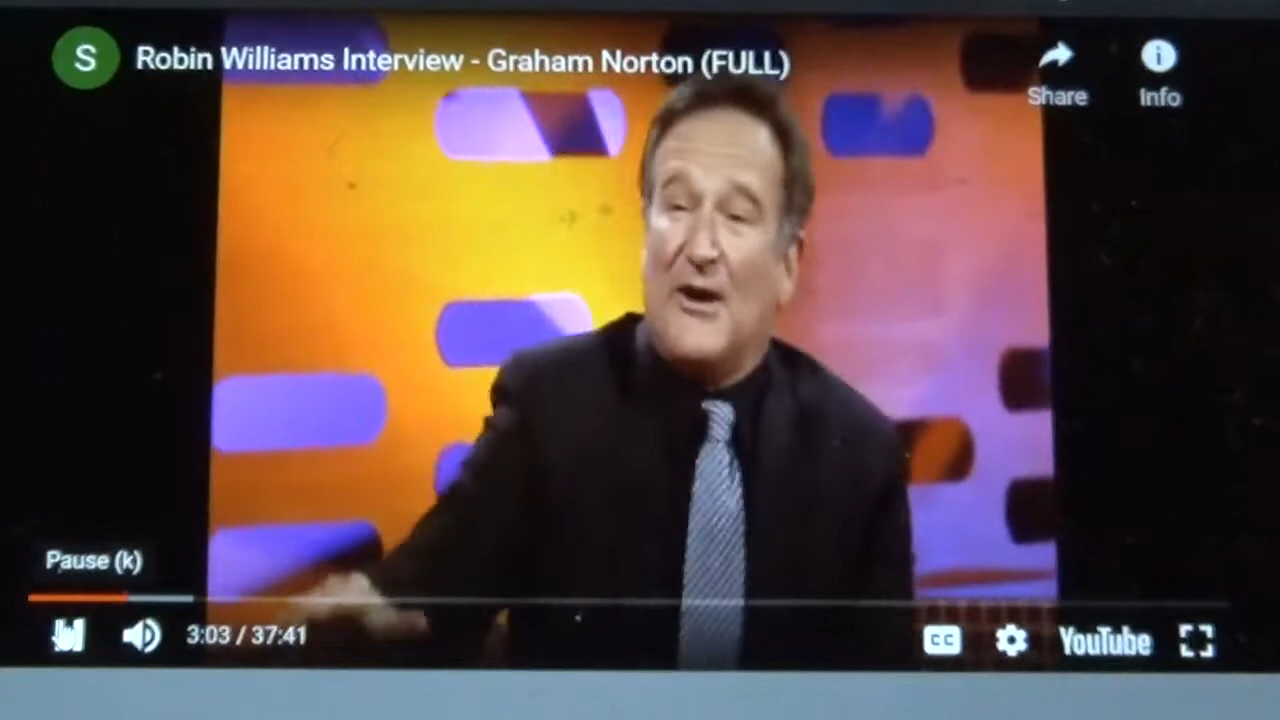 S
Robin Williams Interview - Graham Norton (FULL)
Share
Info
Pause (k)
3:03 / 37:41
CC
YouTube